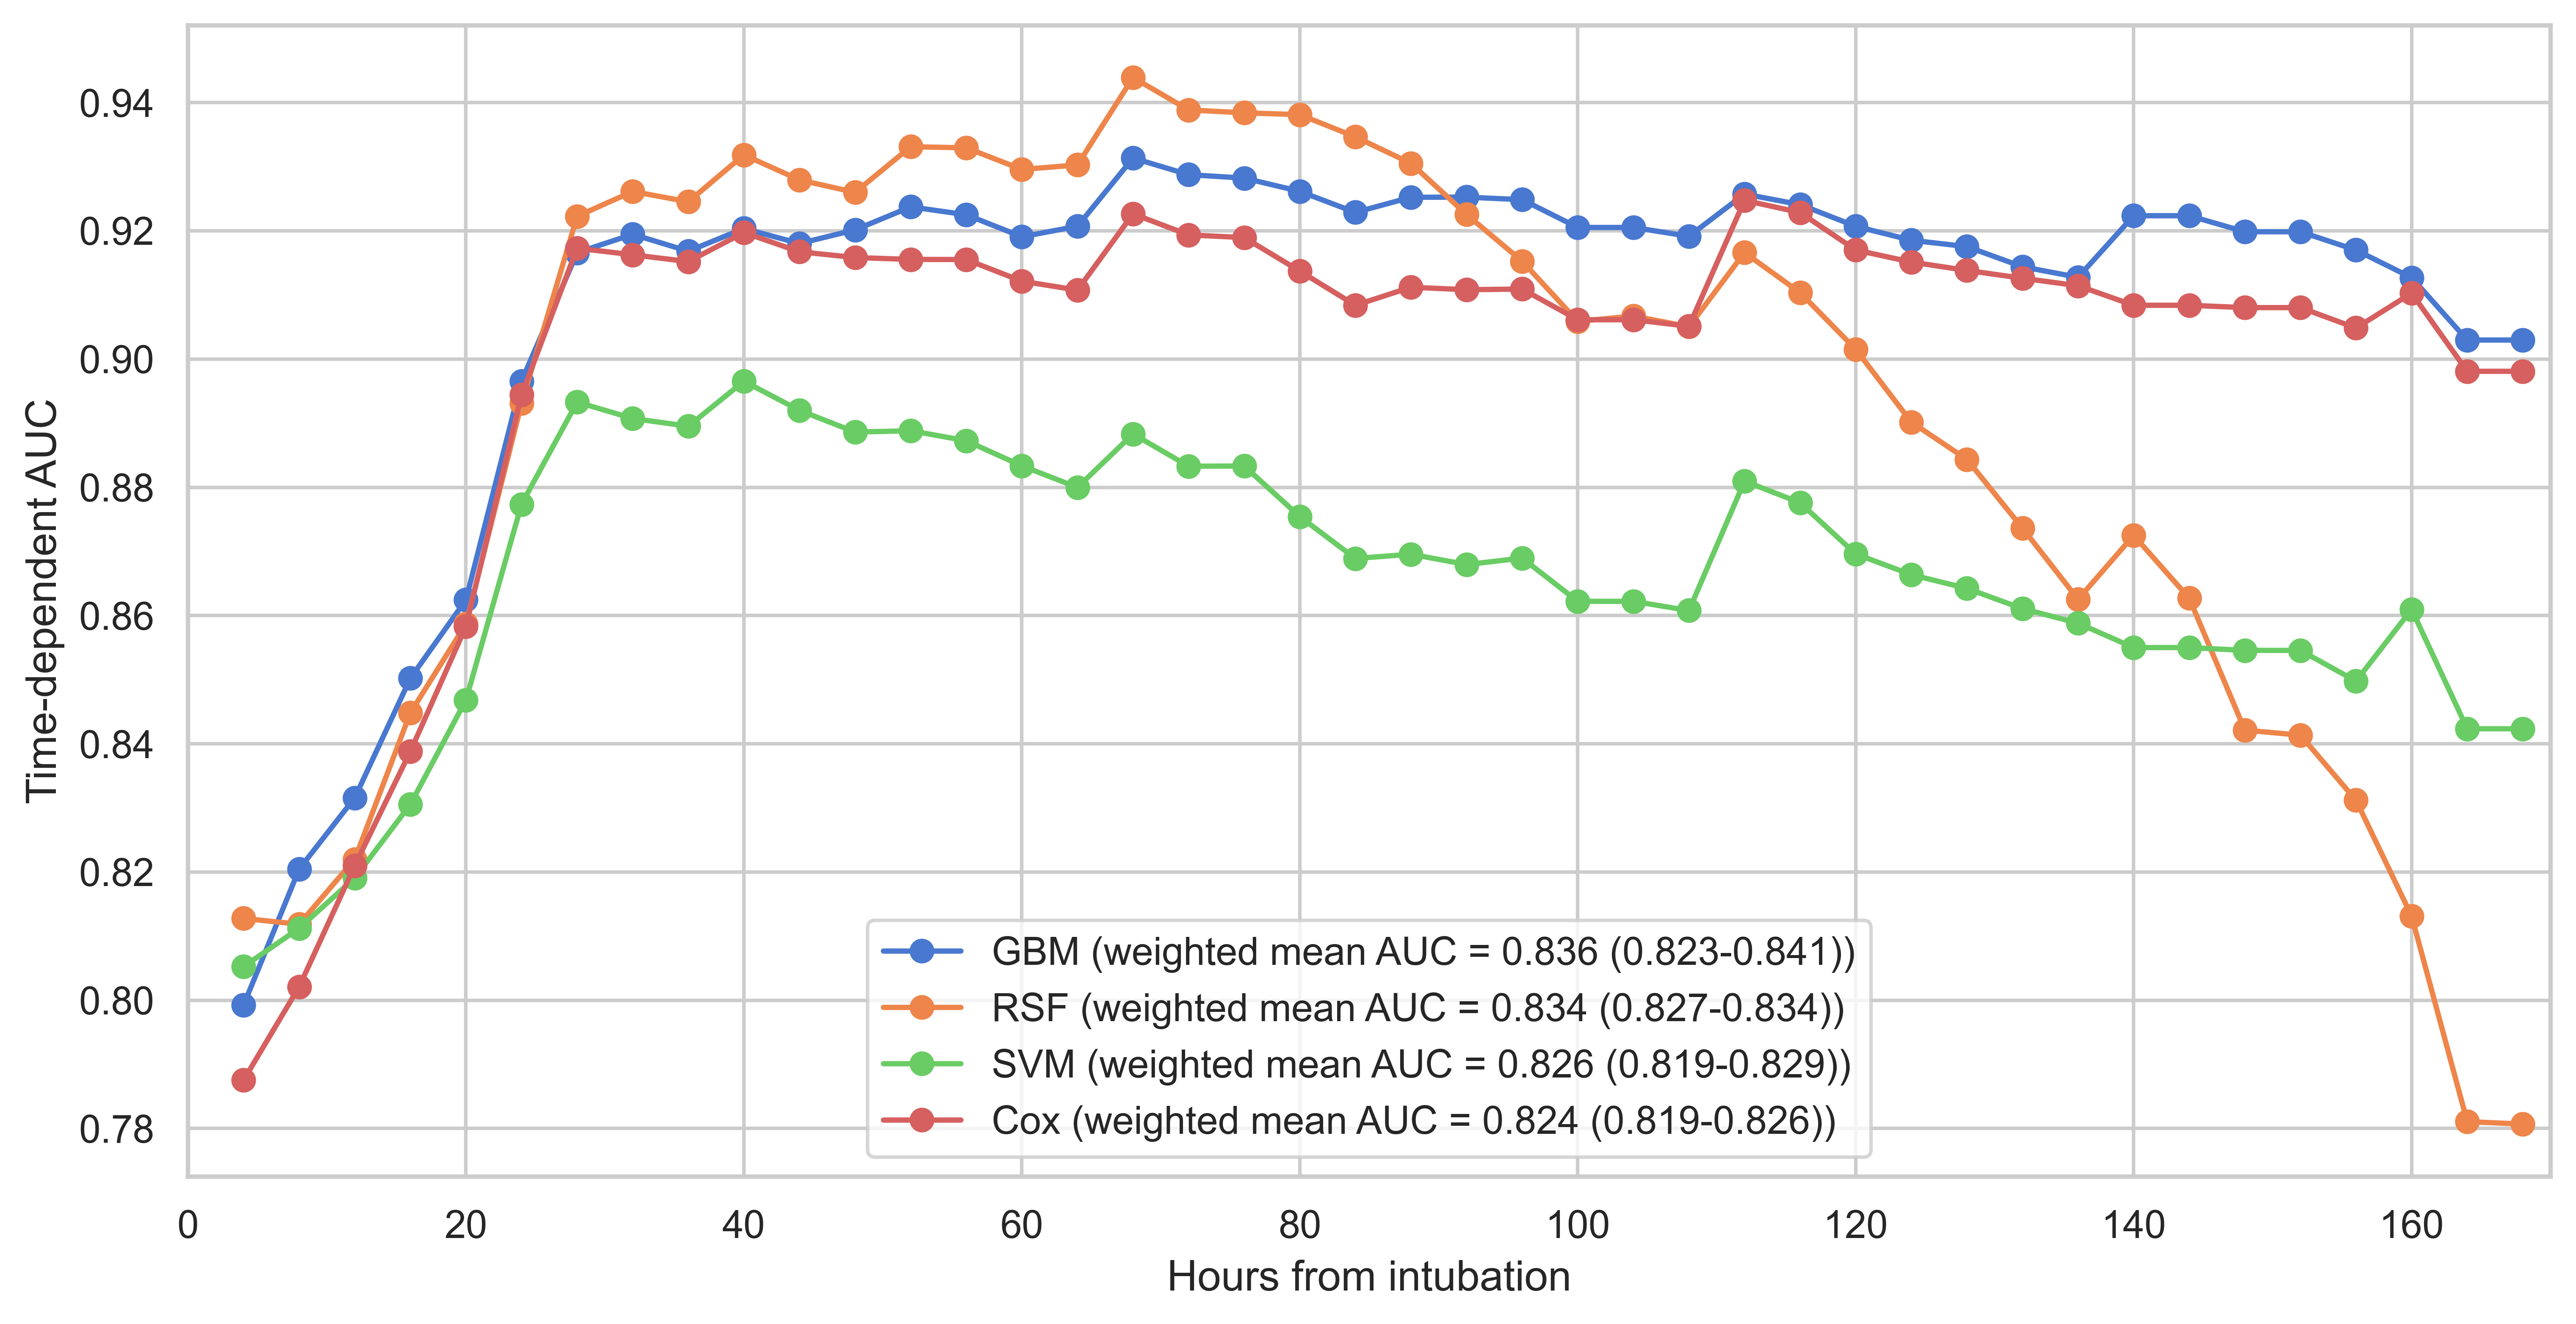 0.94
0.92
0.90
0.88
0.86
0.84
0.82
0.80
0.78
Time-dependent AUC
GBM (weighted mean AUC = 0.836 (0.823-0.841))
RSF (weighted mean AUC = 0.834 (0.827-0.834))
SVM (weighted mean AUC = 0.826 (0.819-0.829))
Cox (weighted mean AUC = 0.824 (0.819-0.826))
0 20 40 60 80 100 120 140 160
Hours from intubation